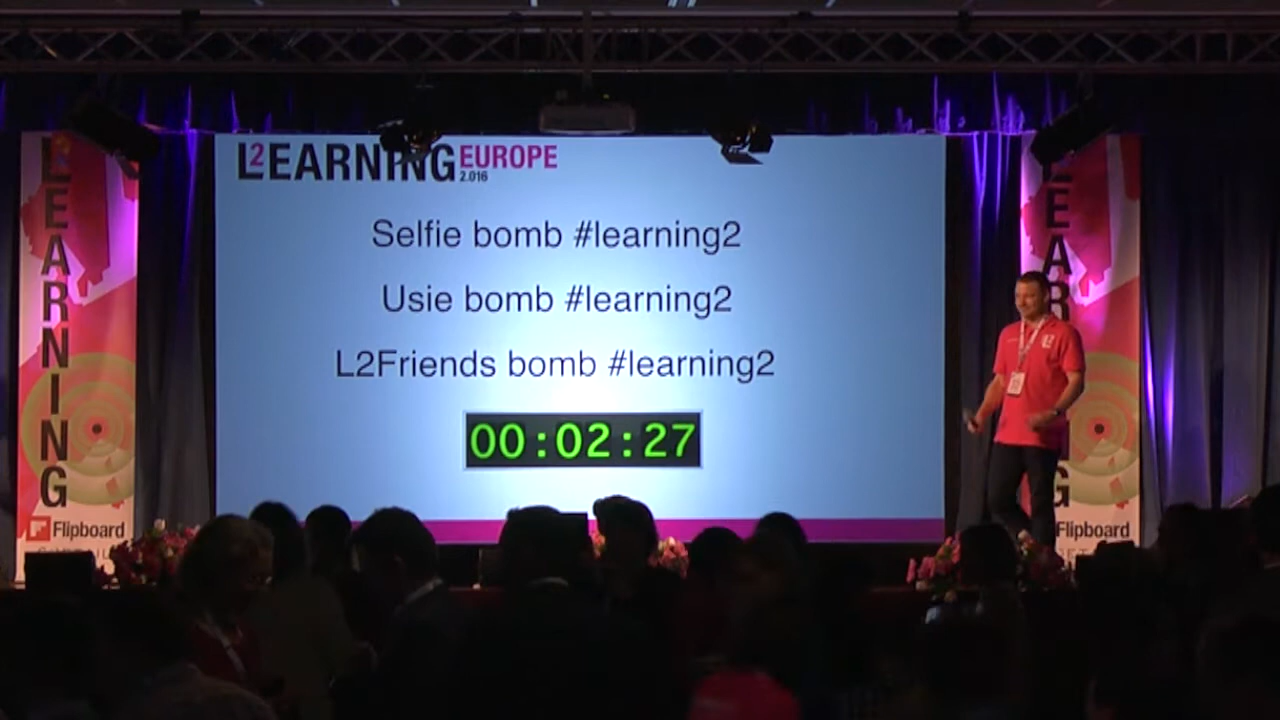 LEARNING
L2EARNING EUROPE
2.016
Selfie bomb #learning2
Usie bomb #learning2
L2Friends bomb #learning2
00:02:27
Flipboard
L2
Flipboard